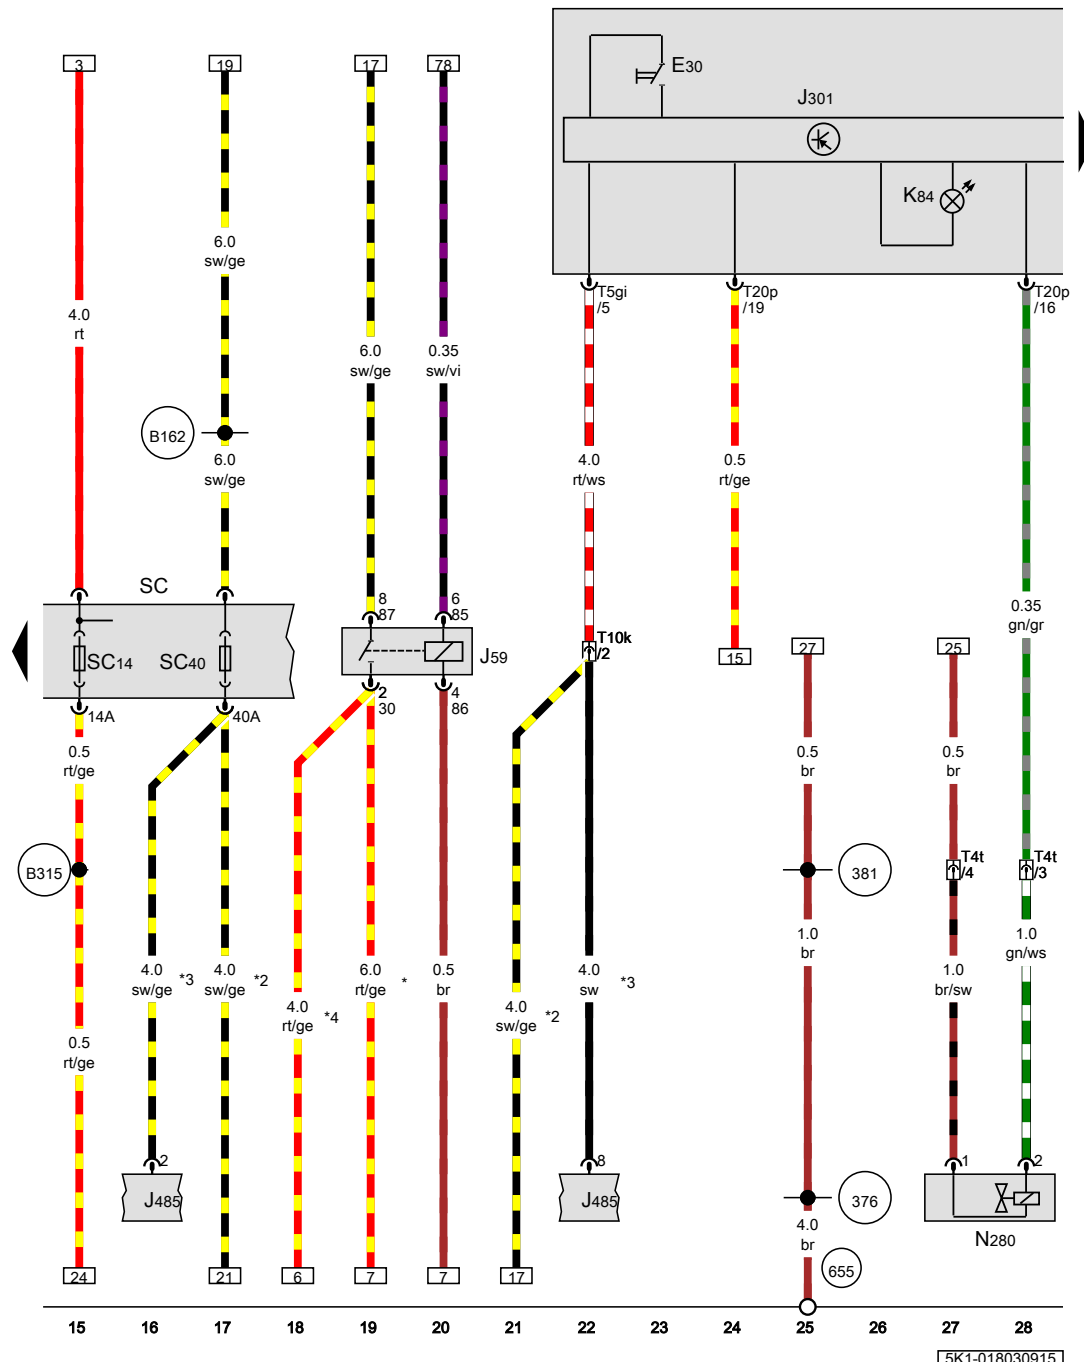 3
19
17
78
E30
J301
K84
T5gi
/5
T20p
/19
T20p
/16
4.0
rt
6.0
sw/ge
6.0
sw/ge
0.35
sw/vi
B162
6.0
sw/ge
4.0
rt/ws
0.5
rt/ge
0.35
gn/gr
SC
SC14
SC40
8
87
6
85
J59
2
30
4
86
T10k
/2
15
27
25
14A
40A
0.5
rt/ge
0.5
br
0.5
br
B315
381
T4t
/4
T4t
/3
4.0
sw/ge
*3
4.0
sw/ge
*2
4.0
rt/ge
*4
6.0
rt/ge
*
0.5
br
4.0
sw/ge
*2
4.0
sw
*3
1.0
br
1.0
br/sw
1.0
gn/ws
0.5
rt/ge
2
J485
8
J485
376
4.0
br
655
1
2
N280
24
21
6
7
7
17
15 16 17 18 19 20 21 22 23 24 25 26 27 28
5K1-018030915